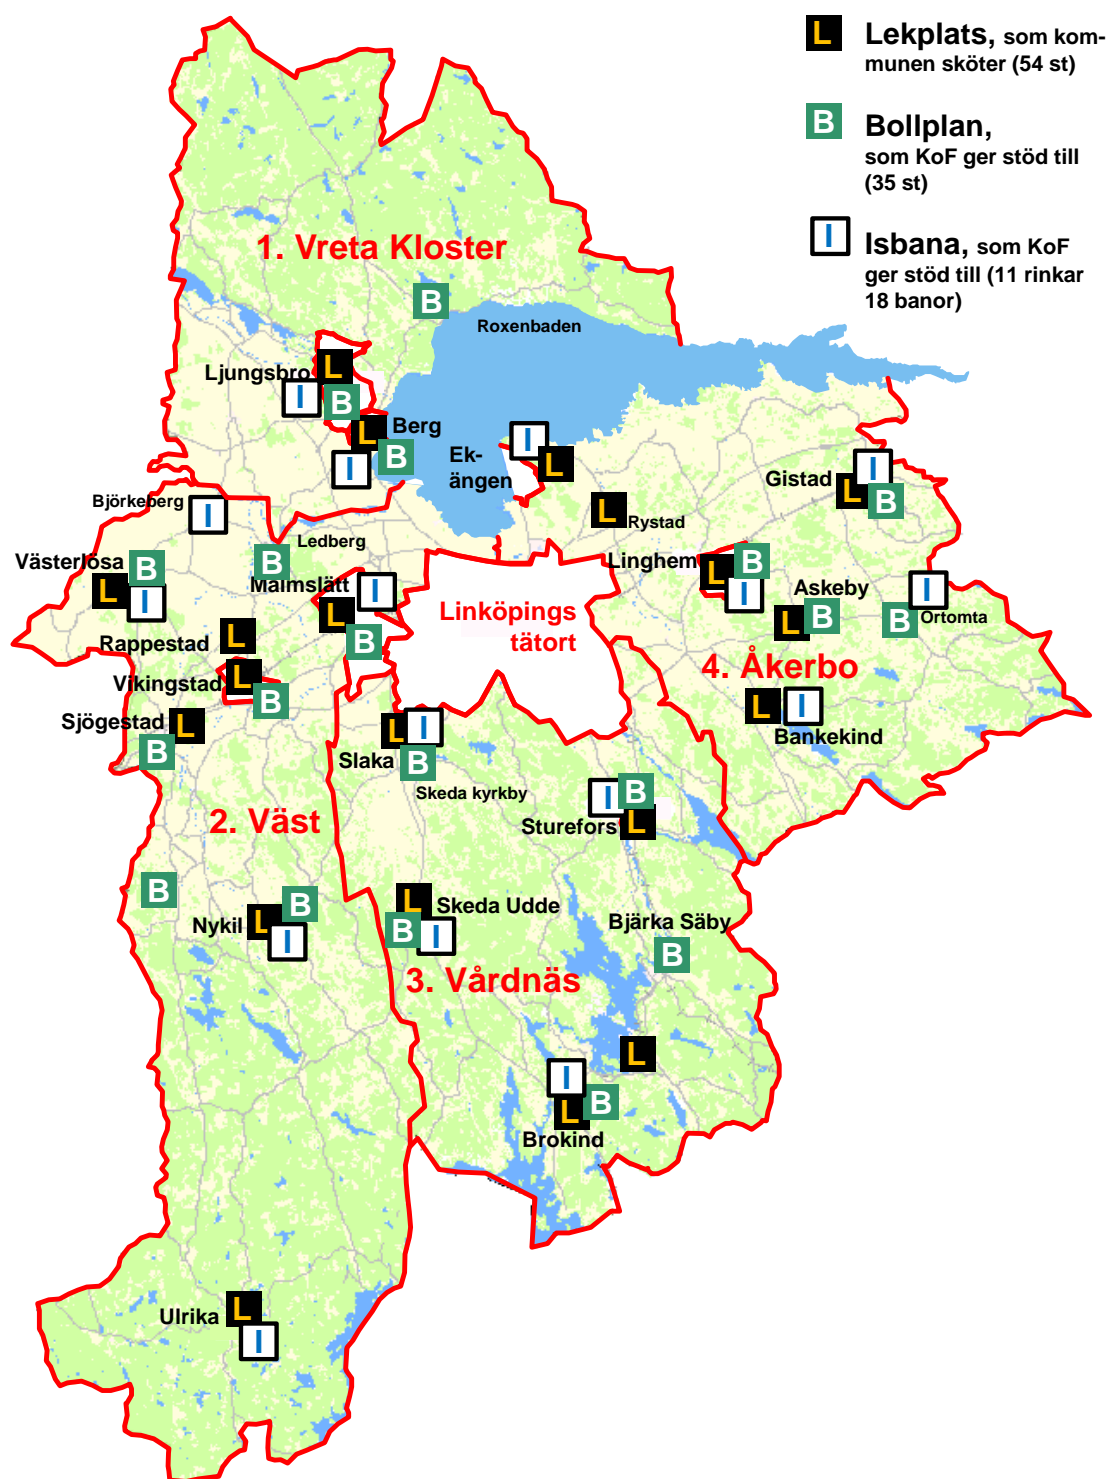 L Lekplats, som kom-
munen sköter (54 st)
B Bollplan,
som KoF ger stöd till
(35 st)
I Isbana, som KoF
ger stöd till (11 rinkar
18 banor)
1. Vreta Kloster
B
Roxenbaden
Ljungsbro L
I B
L Berg
I B
Ek-
ängen
I
L
Gistad
I
L
B
L
Rystad
Björkeberg
I
Ledberg
B
Västerlösa
B
L
I
Malmslätt
I
L
B
Linköpings
tätort
Linghem
L
B
I
Askeby
L
B
I
B
Ortomta
Rappestad
L
Vikingstad
L
B
Sjögestad
L
B
4. Åkerbo
L
I
Bankekind
L
I
Slaka
B
Skeda kyrkby
I
B
Sturefors
L
2. Väst
B
Nykil
L
B
I
L
Skeda Udde
B
I
Bjärka Säby
B
3. Vårdnäs
L
I
B
L
Brokind
Ulrika
L
I